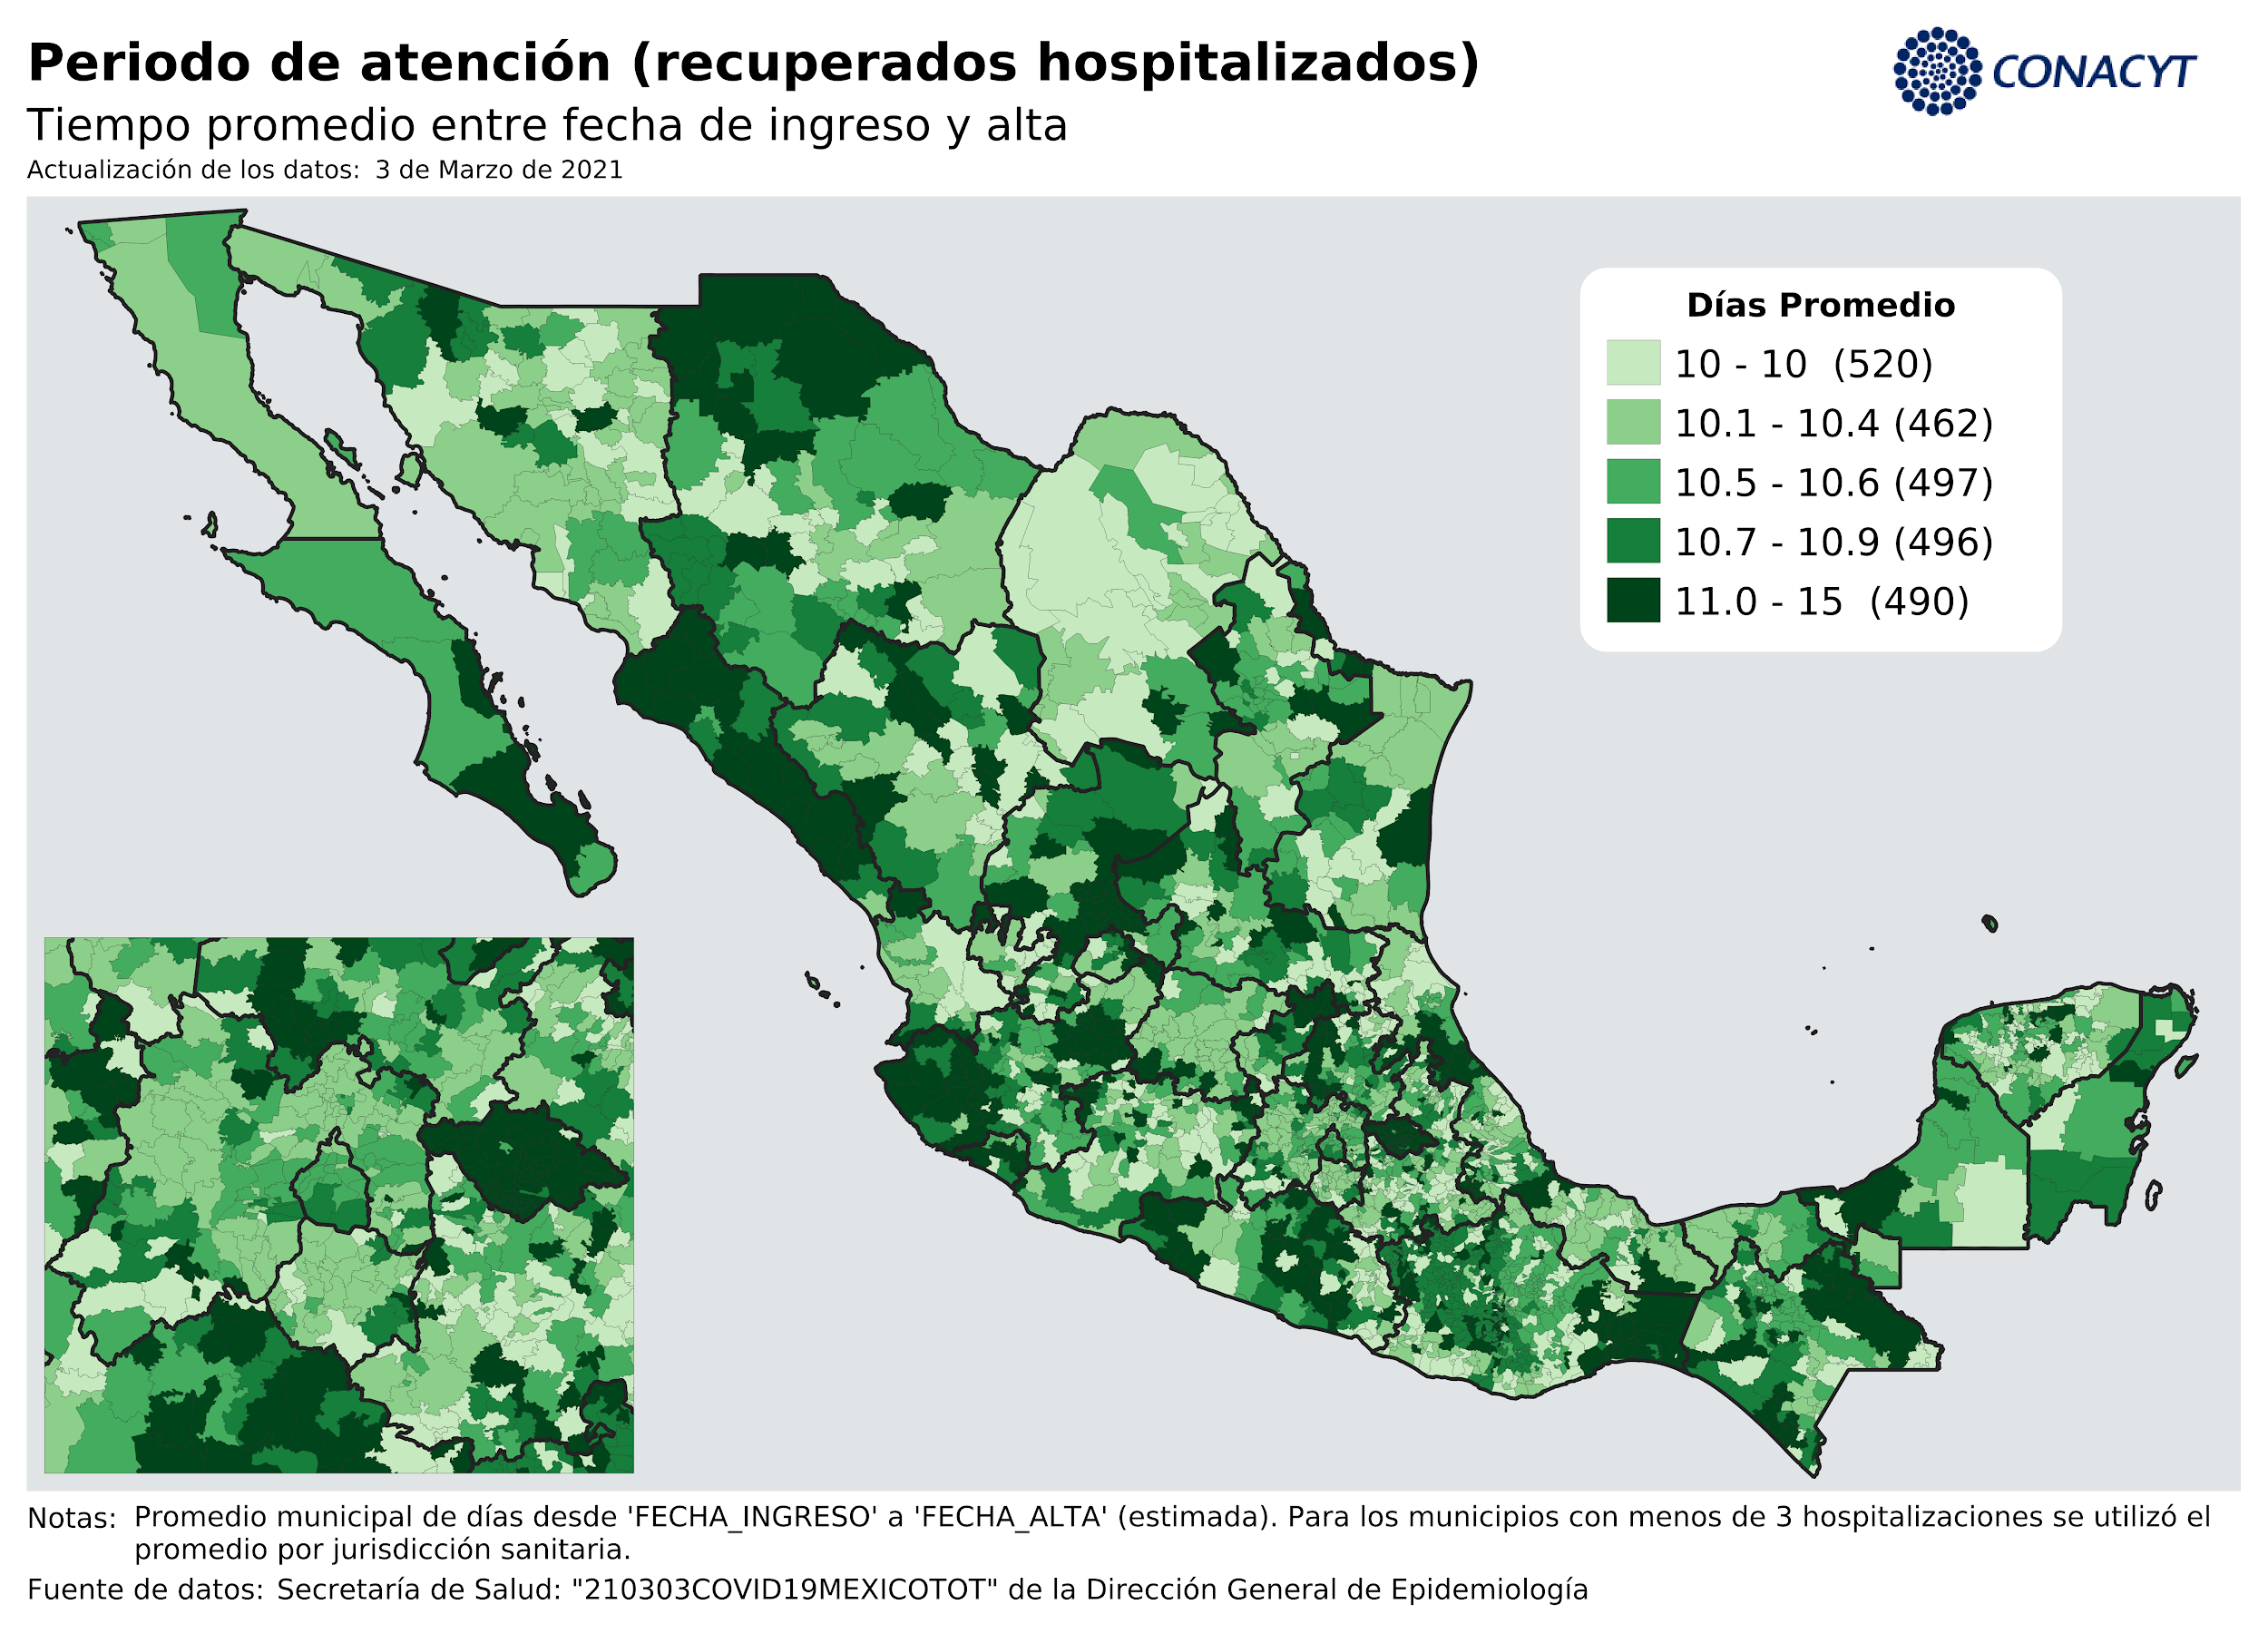 Periodo de atención (recuperados hospitalizados)
CONACYT
Tiempo promedio entre fecha de ingreso y alta
Actualización de los datos: 3 de Marzo de 2021
Días Promedio
10 - 10 (520)
10.1 - 10.4 (462)
10.5 - 10.6 (497)
10.7 - 10.9 (496)
11.0 - 15 (490)
Notas: Promedio municipal de días desde 'FECHA_INGRESO' a 'FECHA_ALTA' (estimada). Para los municipios con menos de 3 hospitalizaciones se utilizó el
promedio por jurisdicción sanitaria.
Fuente de datos: Secretaría de Salud: "210303COVID19MEXICOTOT" de la Dirección General de Epidemiología